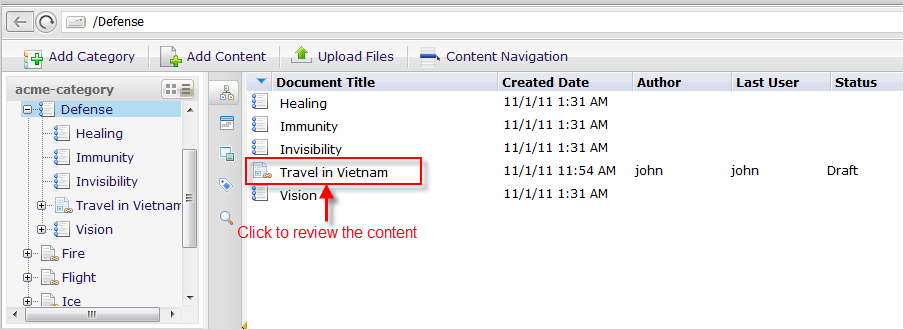 /Defense
Add Category Add Content Upload Files Content Navigation
acme-category
Defense
Healing
Immunity
Invisibility
Travel in Vietnam
Vision
Fire
Flight
Ice
Document Title Created Date Author Last User Status
Healing 11/1/11 1:31 AM
Immunity 11/1/11 1:31 AM
Invisibility 11/1/11 1:31 AM
Travel in Vietnam 11/1/11 11:54 AM john john Draft
Vision 11/1/11 1:31 AM
Click to review the content